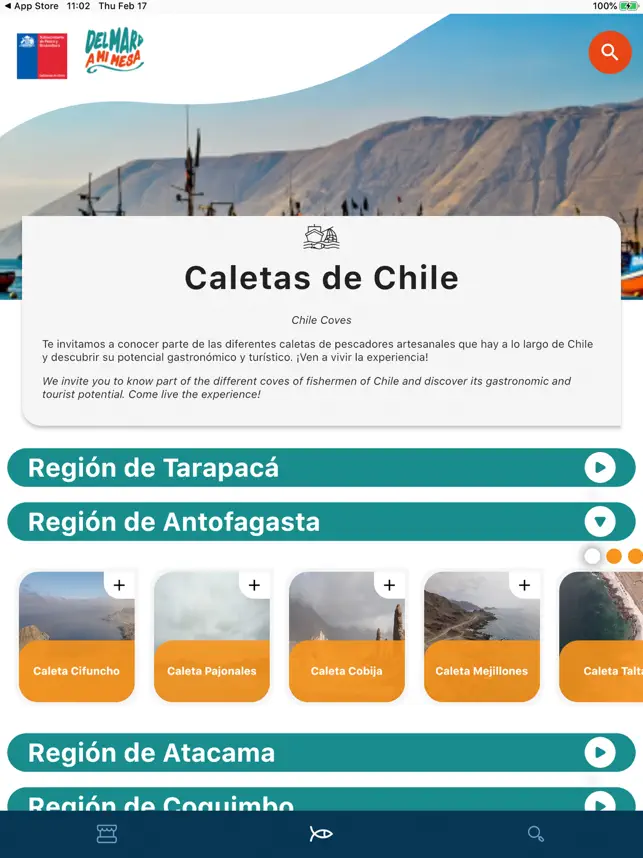 App Store 11:02 Thu Feb 17 100%
DEL MAR
A MI MESA
Caletas de Chile
Chile Coves
Te invitamos a conocer parte de las diferentes caletas de pescadores artesanales que hay a lo largo de Chile
y descubrir su potencial gastronómico y turístico. ¡Ven a vivir la experiencia!
We invite you to know part of the different coves of fishermen of Chile and discover its gastronomic and
tourist potential. Come live the experience!
Región de Tarapacá
Región de Antofagasta
Caleta Cifuncho
Caleta Pajonales
Caleta Cobija
Caleta Mejillones
Caleta Talta
Región de Atacama
Región de Coquimbo